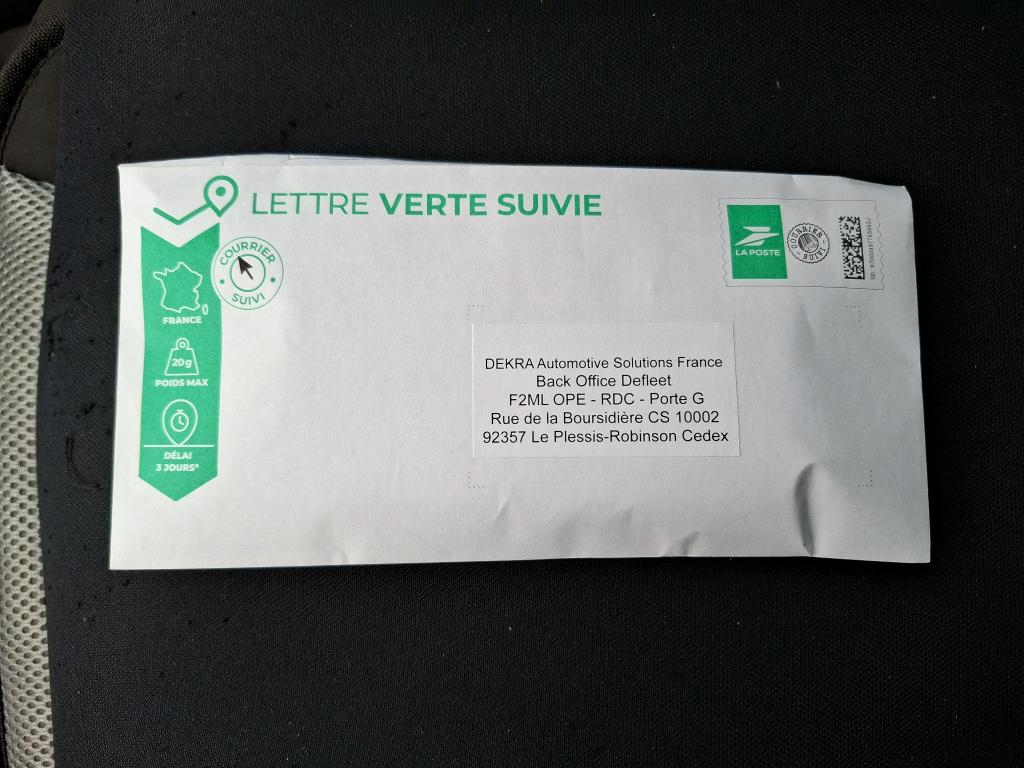 LETTRE VERTE SUIVIE
COURRIER
SUIVI
FRANCE
20g
POIDS MAX
DÉLAI
3 JOURS*
LA POSTE
COURRIER
SUIVI
DEKRA Automotive Solutions France
Back Office Defleet
F2ML OPE - RDC - Porte G
Rue de la Boursidière CS 10002
92357 Le Plessis-Robinson Cedex